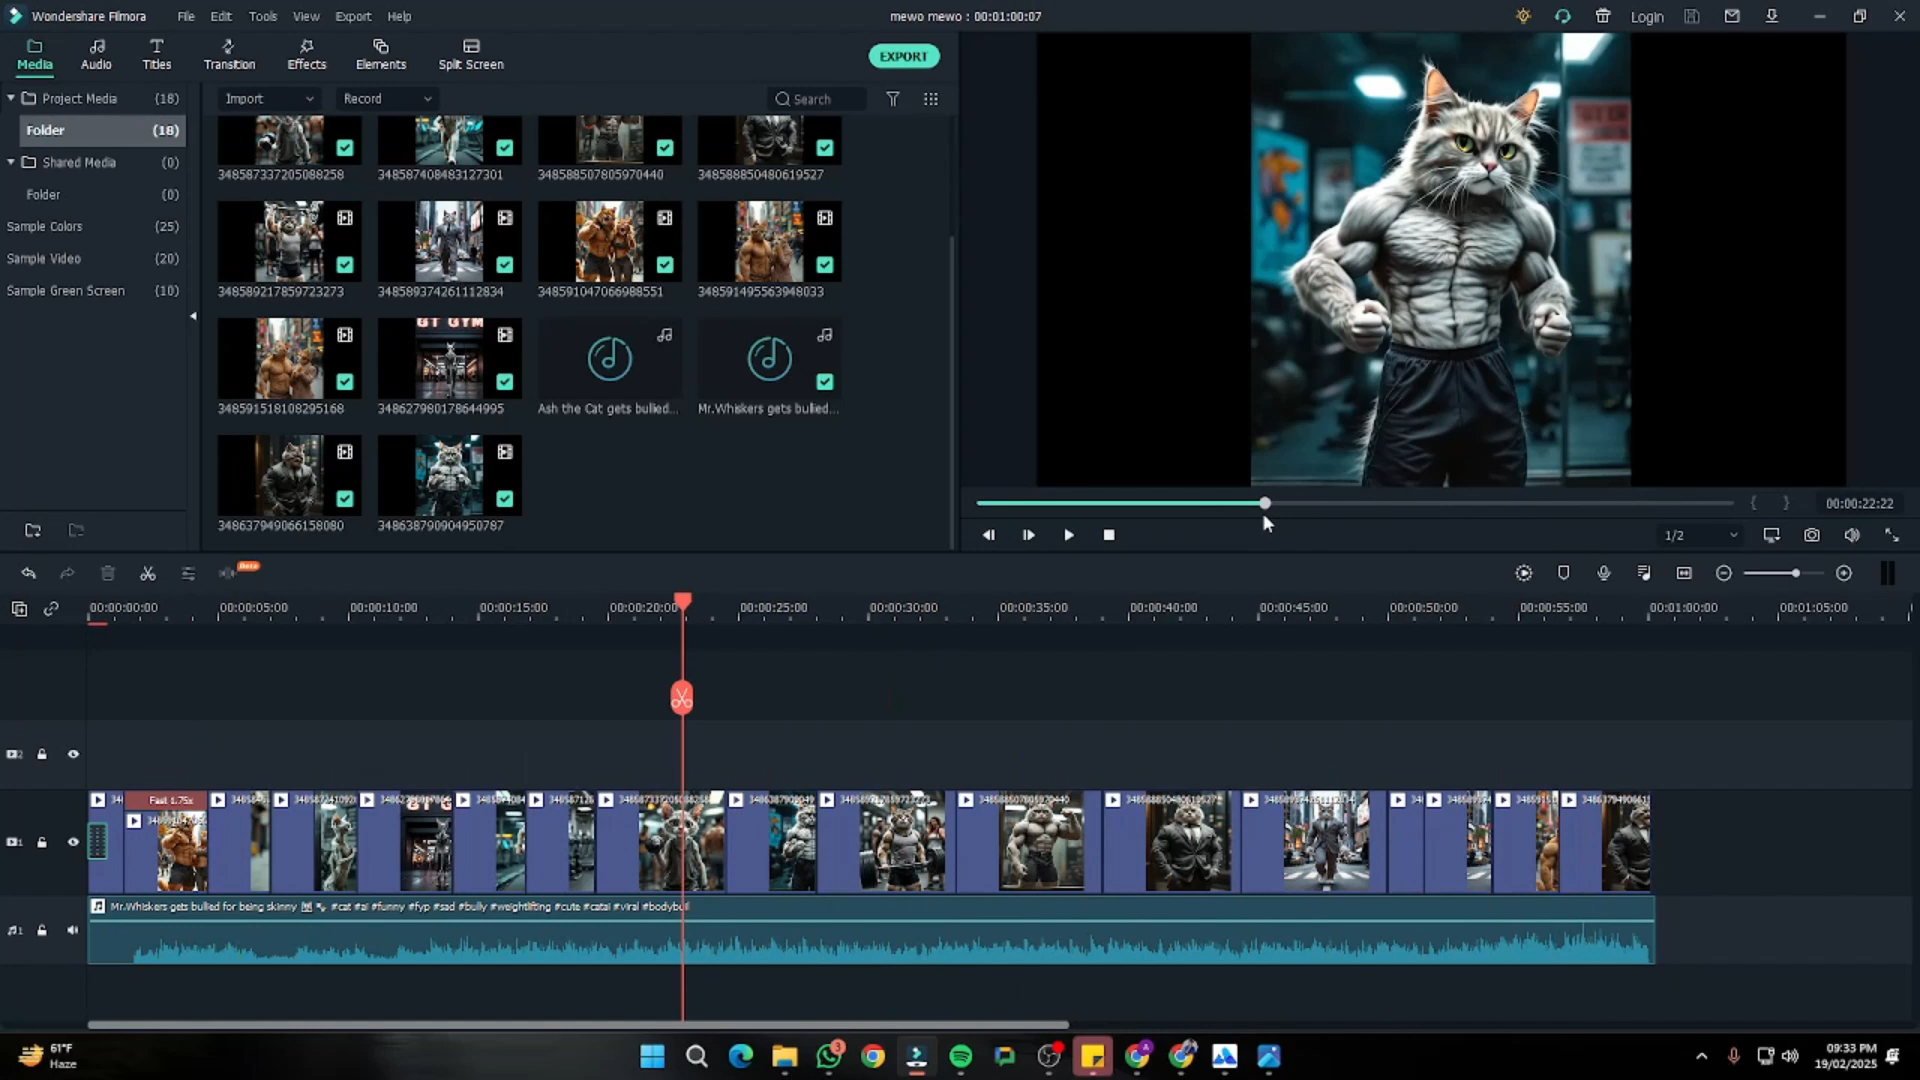 Wondershare Filmora
File Edit Tools View Export Help
mewo mewo : 00:01:00:07
Login
Media Audio Titles Transition Effects Elements Split Screen
EXPORT
Project Media (18)
Import
Record
Search
Folder (18)
Shared Media (0)
Folder (0)
Sample Colors (25)
Sample Video (20)
Sample Green Screen (10)
348587337205088258 348587408483127301 348588507805970440 348588850480619527
348589217859723273 348589374261112834 348591047066988551 348591495563948033
GT GYM
348591518108295168 348627980178644995 Ash the Cat gets bullied... Mr.Whiskers gets bullied...
348637949066158080 348638790904950787
00:00:22:22
1/2
Beta
00:00:00:00 00:00:05:00 00:00:10:00 00:00:15:00 00:00:20:00 00:00:25:00 00:00:30:00 00:00:35:00 00:00:40:00 00:00:45:00 00:00:50:00 00:00:55:00 00:01:00:00 00:01:05:00
Fast 1.75x
Mr.Whiskers gets bullied for being skinny #cat #ai #funny #fyp #sad #bully #weightlifting #cute #catai #viral #bodybuil
61°F
Haze
3
09:33 PM
19/02/2025